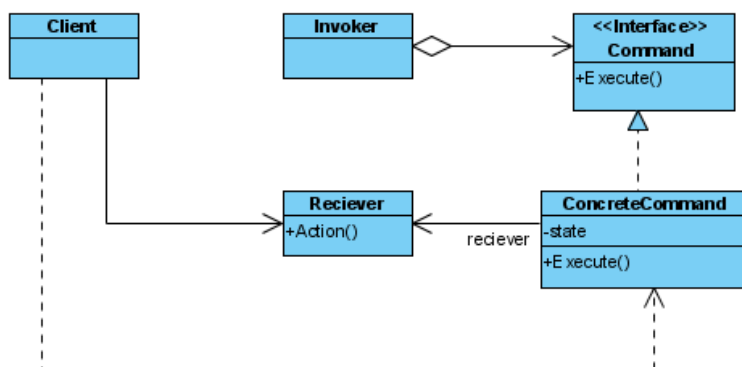 Client
Invoker
<<Interface>>
Command
+Execute()
Reciever
+Action()
reciever
ConcreteCommand
-state
+Execute()